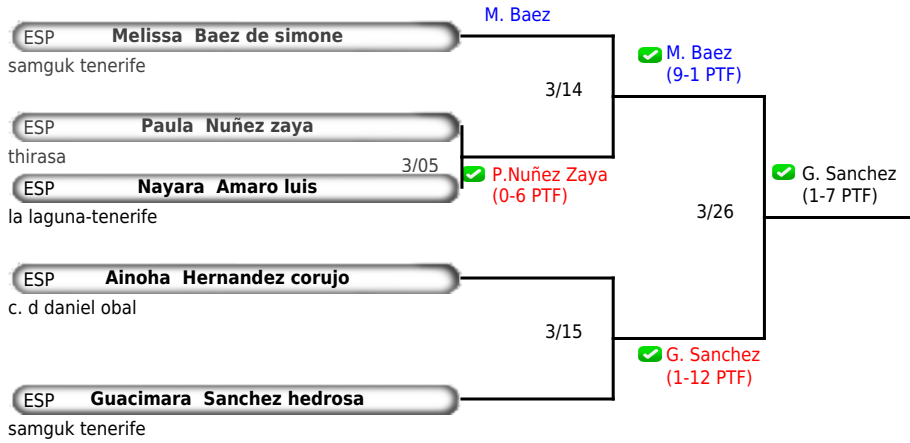 M. Baez
ESP Melissa Baez de simone
samguk tenerife
M. Baez
(9-1 PTF)
3/14
ESP Paula Nuñez zaya
thirasa
3/05
P.Nuñez Zaya
(0-6 PTF)
ESP Nayara Amaro luis
la laguna-tenerife
G. Sanchez
(1-7 PTF)
3/26
ESP Ainoha Hernandez corujo
c. d daniel obal
3/15
G. Sanchez
(1-12 PTF)
ESP Guacimara Sanchez hedrosa
samguk tenerife